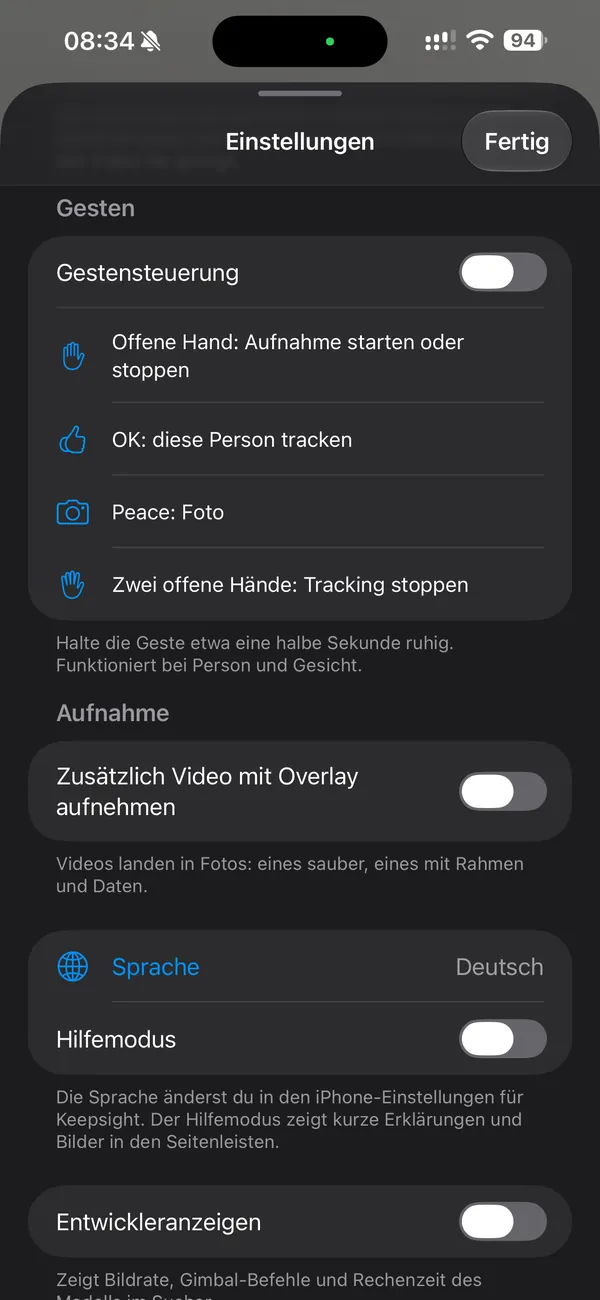 08:34
94
Einstellungen
Fertig
Gesten
Gestensteuerung
Offene Hand: Aufnahme starten oder
stoppen
OK: diese Person tracken
Peace: Foto
Zwei offene Hände: Tracking stoppen
Halte die Geste etwa eine halbe Sekunde ruhig.
Funktioniert bei Person und Gesicht.
Aufnahme
Zusätzlich Video mit Overlay
aufnehmen
Videos landen in Fotos: eines sauber, eines mit Rahmen
und Daten.
Sprache
Deutsch
Hilfemodus
Die Sprache änderst du in den iPhone-Einstellungen für
Keepsight. Der Hilfemodus zeigt kurze Erklärungen und
Bilder in den Seitenleisten.
Entwickleranzeigen
Zeigt Bildrate, Gimbal-Befehle und Rechenzeit des
Modells im Sucher.